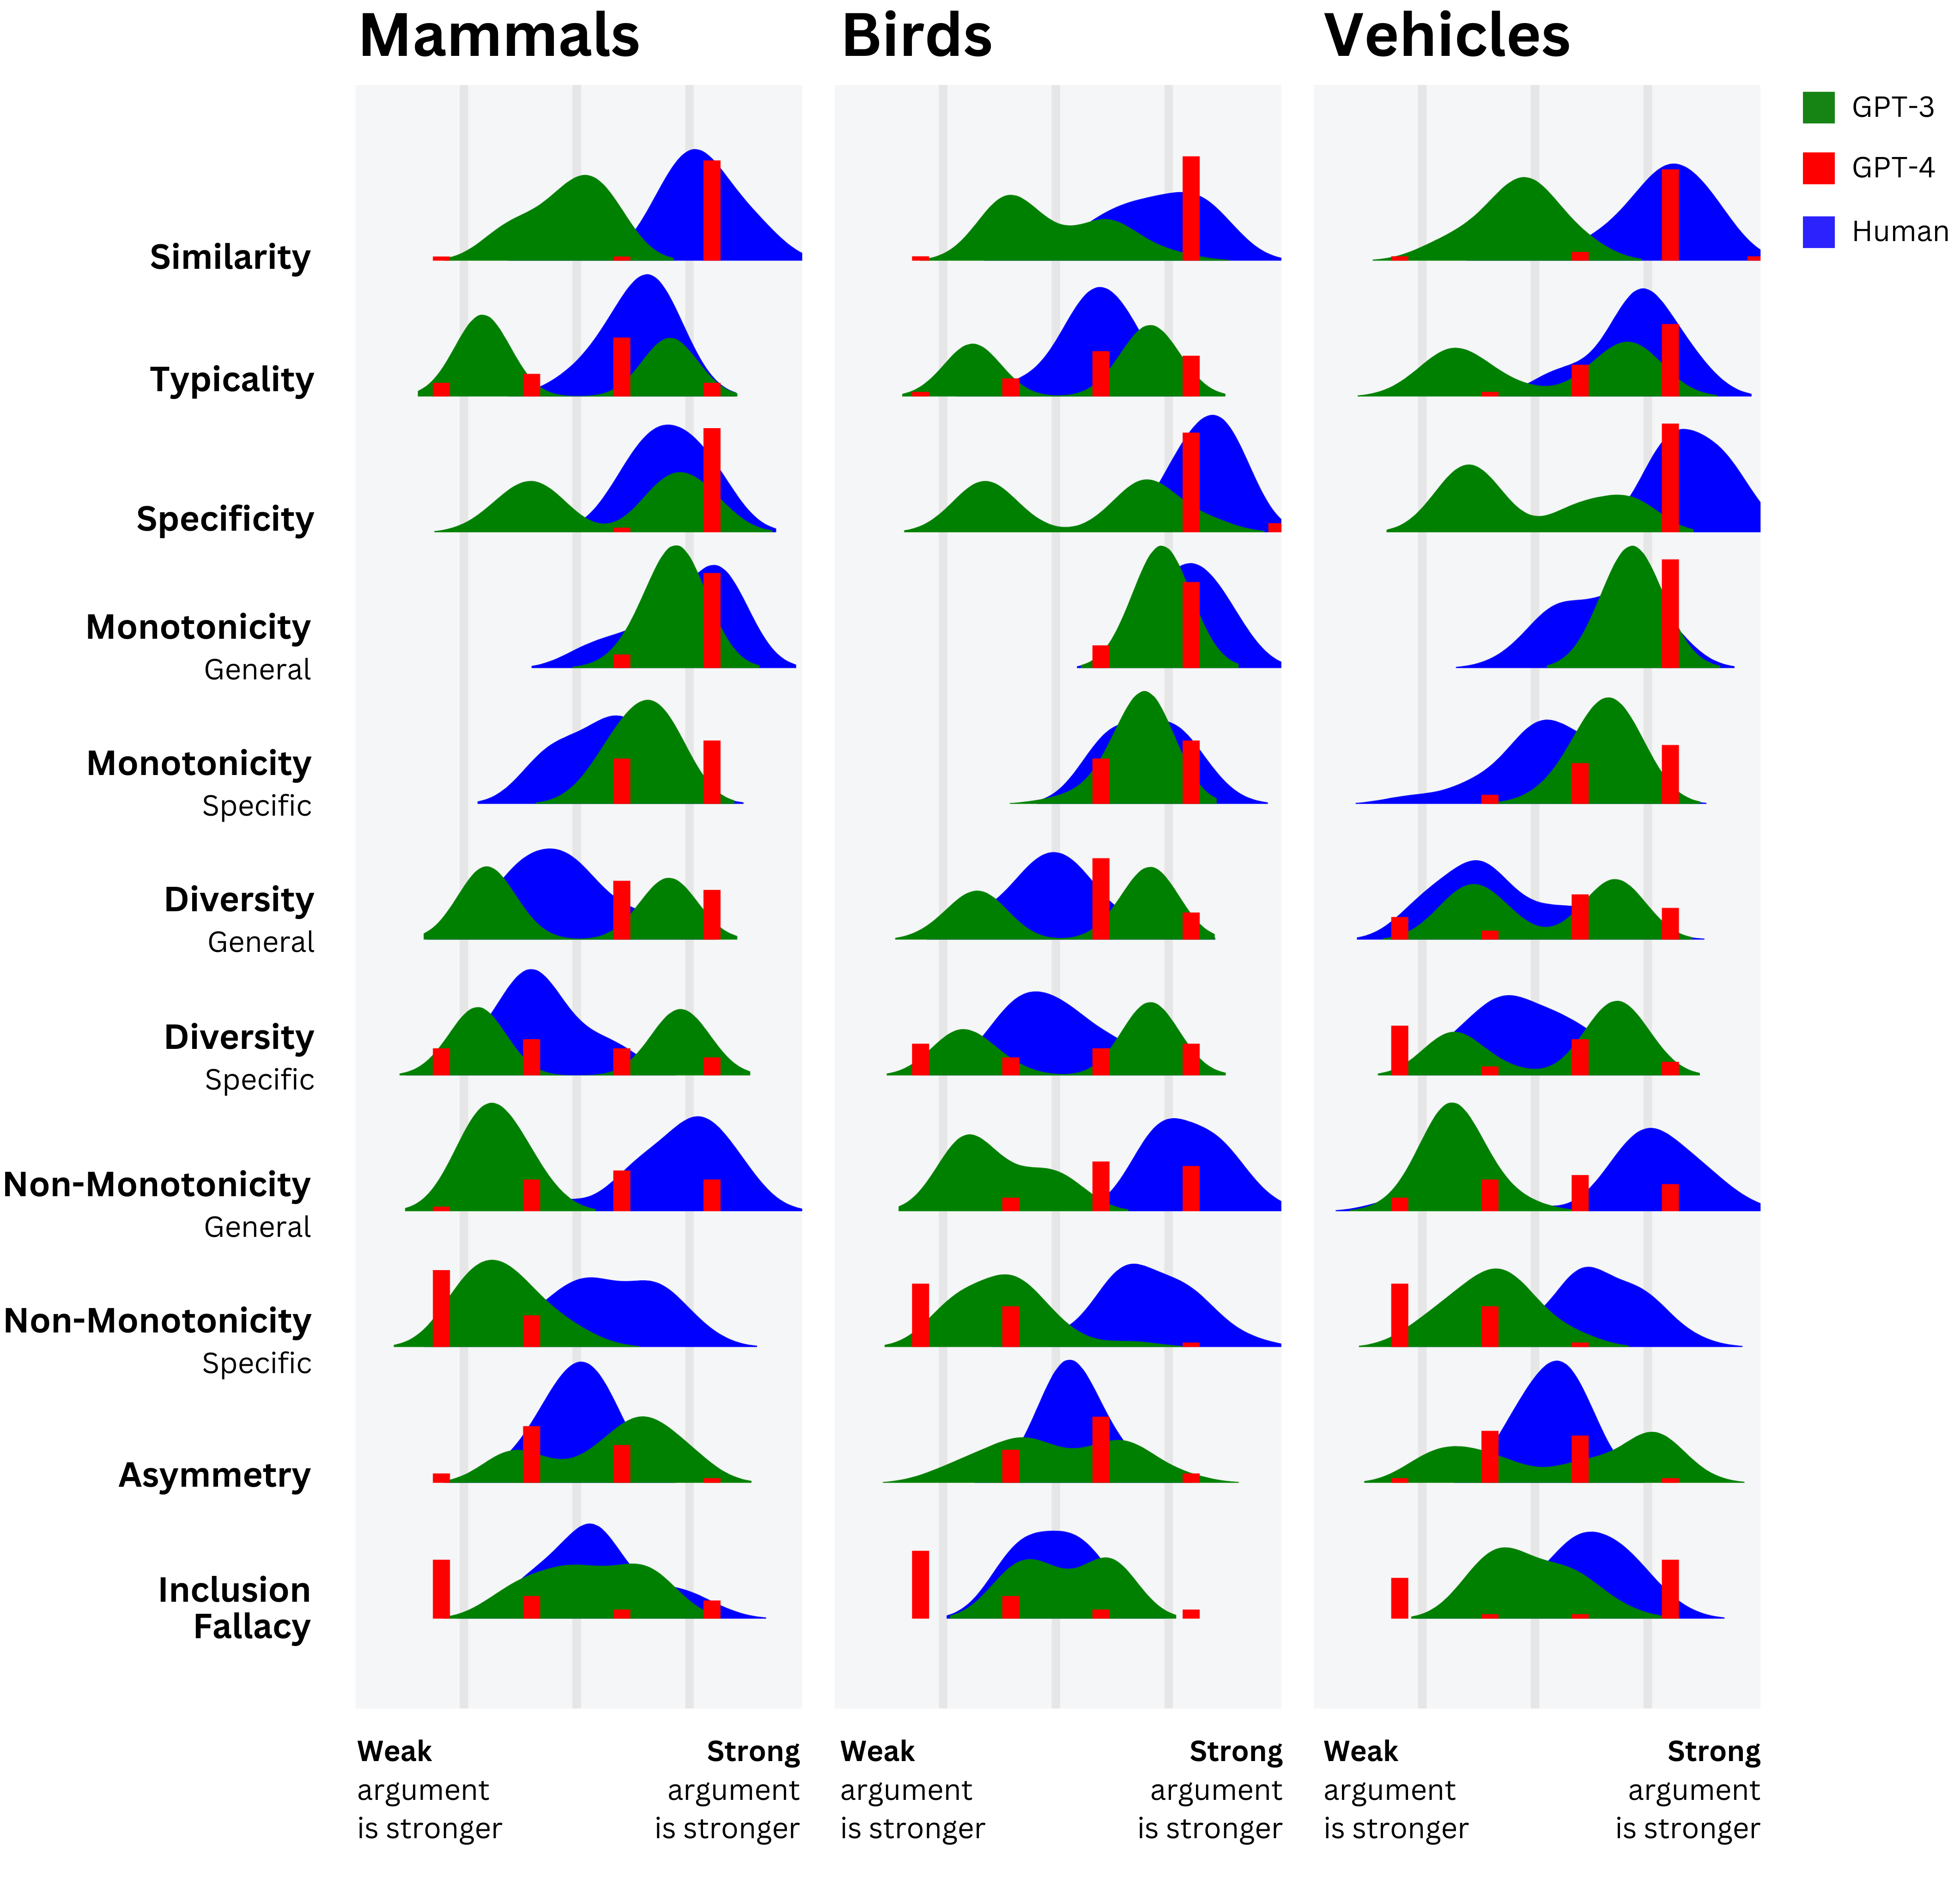 Mammals
Birds
Vehicles
GPT-3
GPT-4
Human
Similarity
Typicality
Specificity
Monotonicity
General
Monotonicity
Specific
Diversity
General
Diversity
Specific
Non-Monotonicity
General
Non-Monotonicity
Specific
Asymmetry
Inclusion
Fallacy
Weak
argument
is stronger
Strong
argument
is stronger
Weak
argument
is stronger
Strong
argument
is stronger
Weak
argument
is stronger
Strong
argument
is stronger